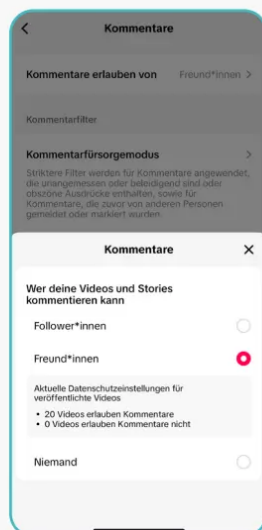 Kommentare
Kommentare erlauben von Freund*innen
Kommentarfilter
Kommentarfürsorgemodus
Striktere Filter werden für Kommentare angewendet,
die unangemessen oder beleidigend sind oder
obszöne Ausdrücke enthalten, sowie für
Kommentare, die zuvor von anderen Personen
gemeldet oder markiert wurden.
Kommentare
Wer deine Videos und Stories
kommentieren kann
Follower*innen
Freund*innen
Aktuelle Datenschutzeinstellungen für
veröffentlichte Videos
• 20 Videos erlauben Kommentare
• 0 Videos erlauben Kommentare nicht
Niemand